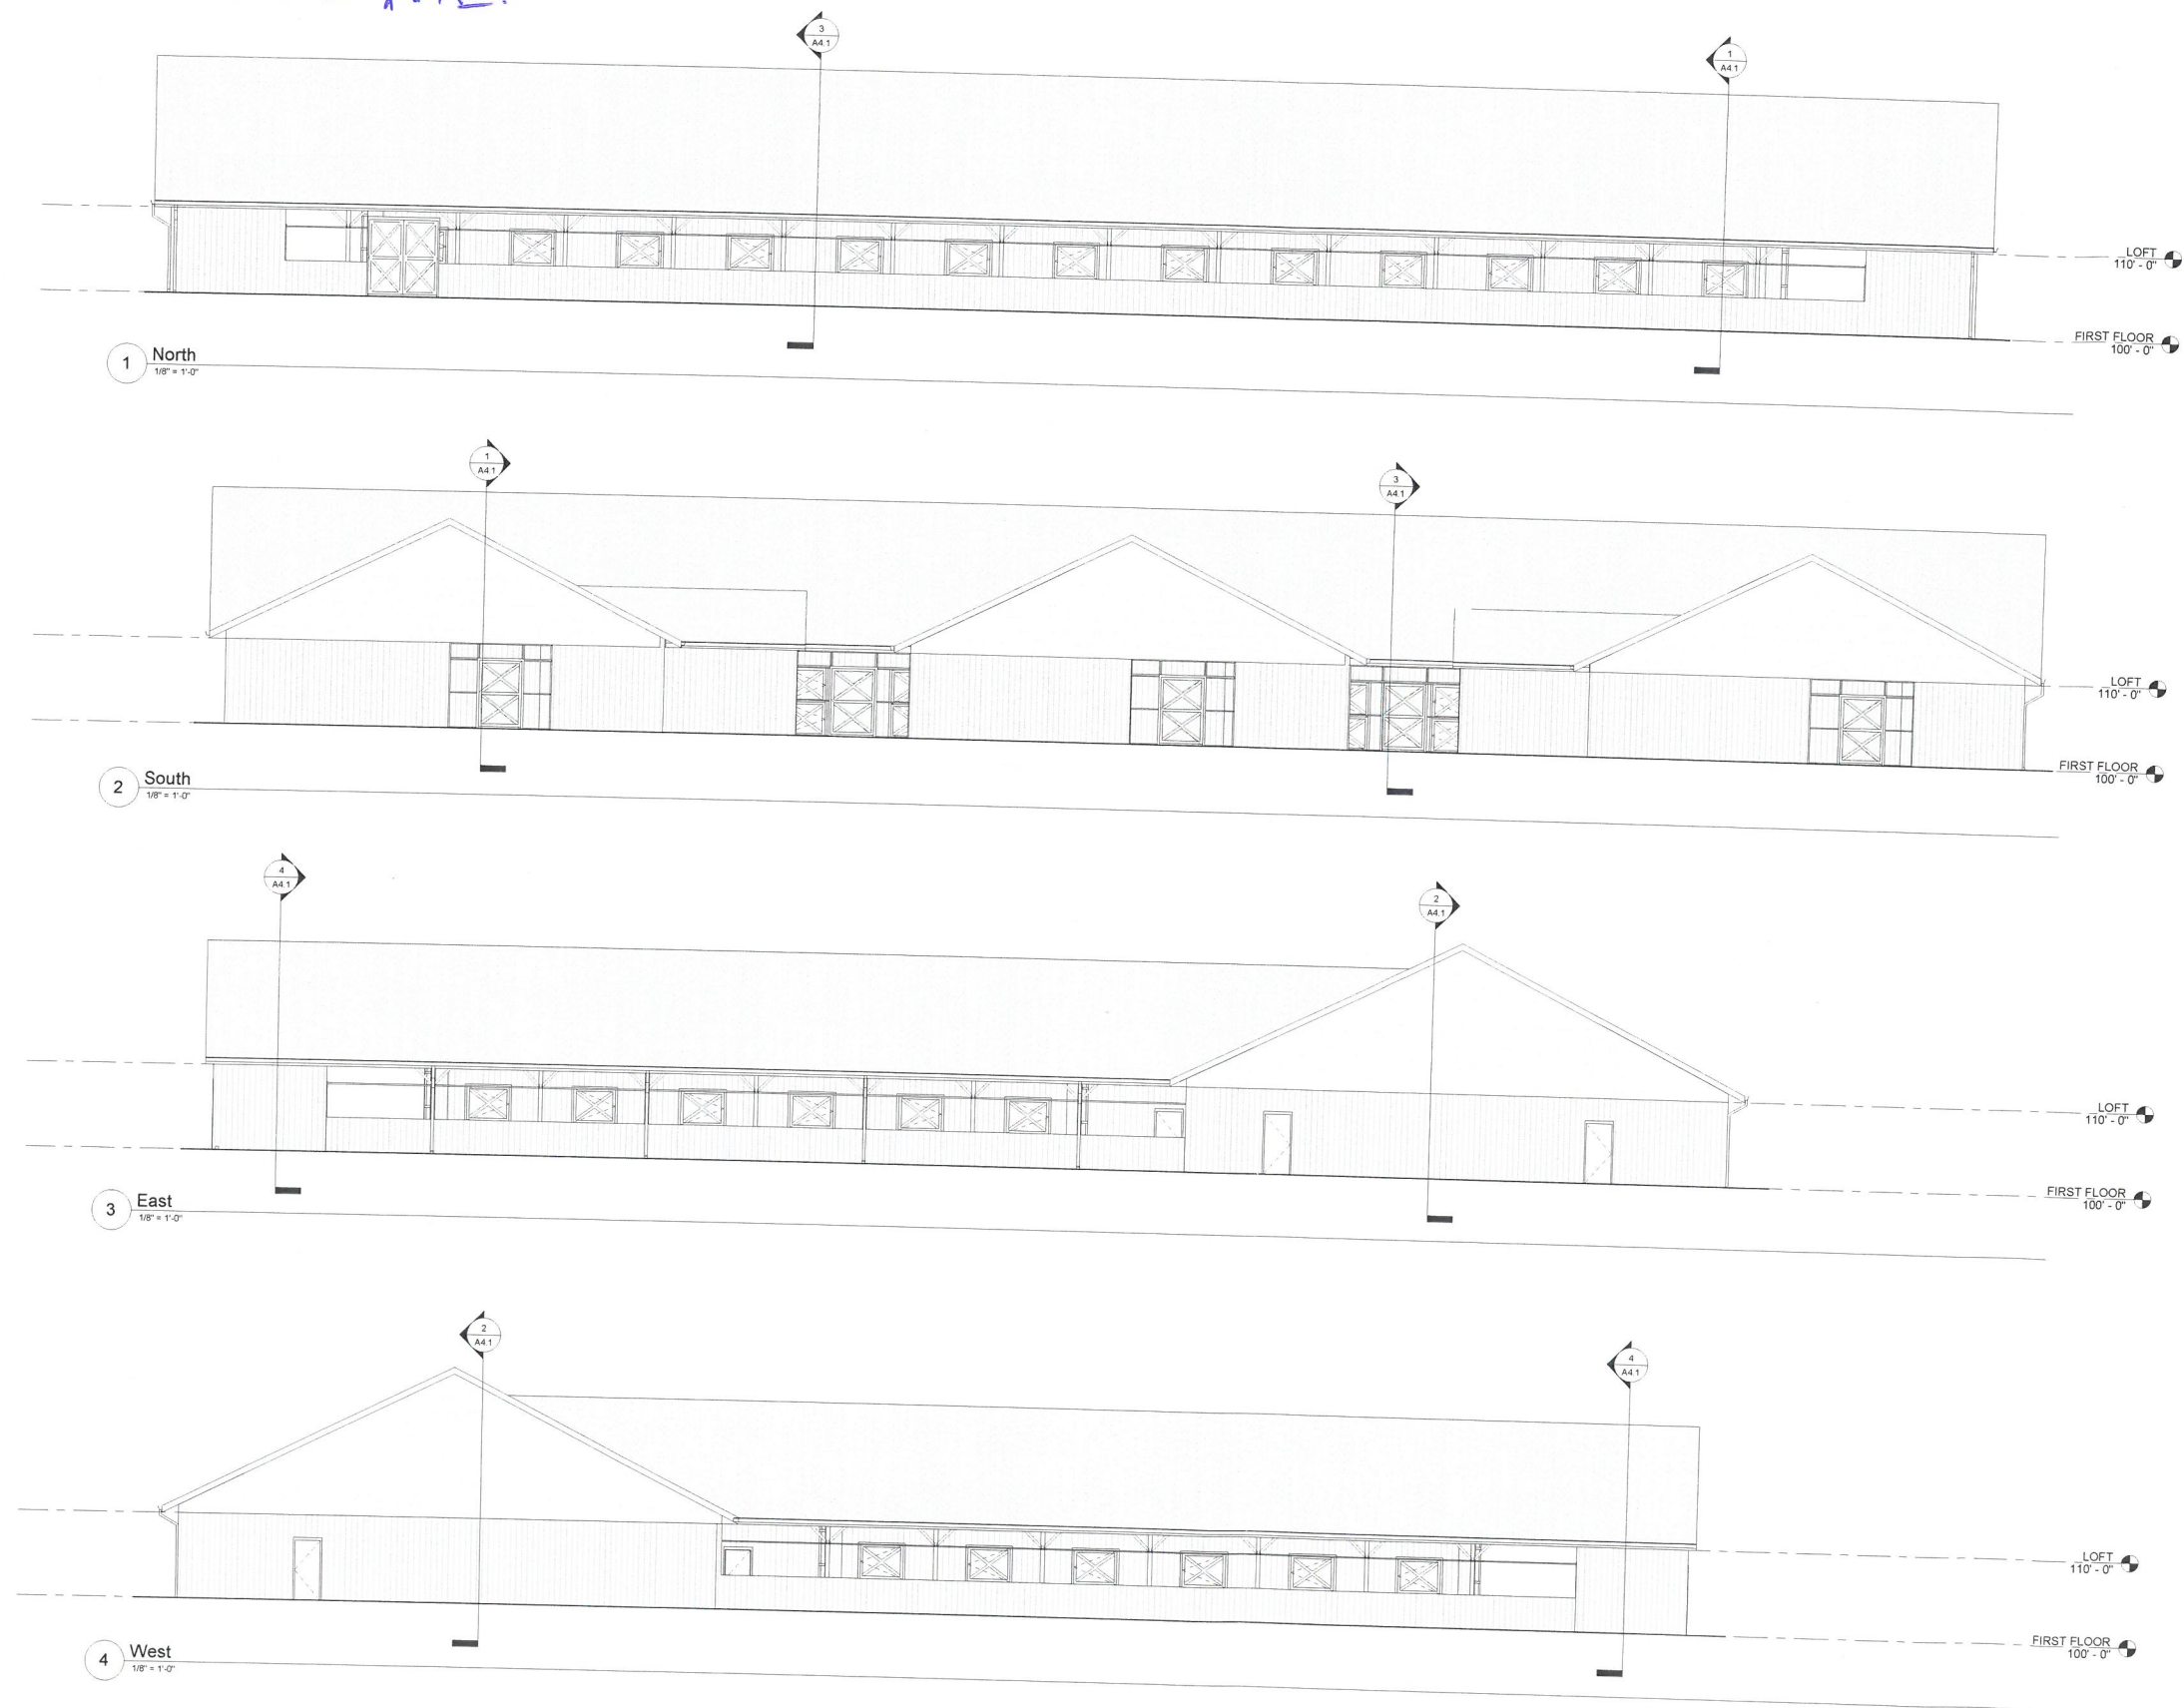 3
A4.1
1
A4.1
LOFT
110' - 0"
FIRST FLOOR
100' - 0"
1 North
1/8" = 1'-0"
1
A4.1
3
A4.1
LOFT
110' - 0"
FIRST FLOOR
100' - 0"
2 South
1/8" = 1'-0"
4
A4.1
2
A4.1
LOFT
110' - 0"
FIRST FLOOR
100' - 0"
3 East
1/8" = 1'-0"
2
A4.1
4
A4.1
LOFT
110' - 0"
FIRST FLOOR
100' - 0"
4 West
1/8" = 1'-0"